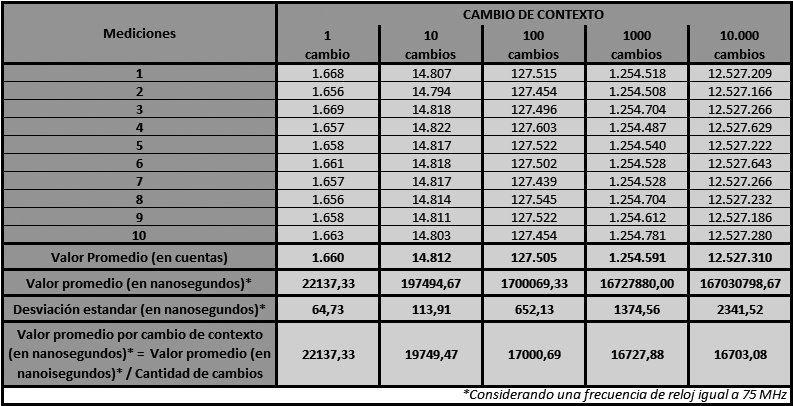 Mediciones CAMBIO DE CONTEXTO
1 cambio 10 cambios 100 cambios 1000 cambios 10.000 cambios
1 1.668 14.807 127.515 1.254.518 12.527.209
2 1.656 14.794 127.454 1.254.508 12.527.166
3 1.669 14.818 127.496 1.254.704 12.527.266
4 1.657 14.822 127.603 1.254.487 12.527.629
5 1.658 14.817 127.522 1.254.540 12.527.222
6 1.661 14.818 127.502 1.254.528 12.527.643
7 1.657 14.817 127.439 1.254.528 12.527.266
8 1.656 14.814 127.545 1.254.704 12.527.232
9 1.658 14.811 127.522 1.254.612 12.527.186
10 1.663 14.803 127.454 1.254.781 12.527.280
Valor Promedio (en cuentas) 1.660 14.812 127.505 1.254.591 12.527.310
Valor promedio (en nanosegundos)* 22137,33 197494,67 1700069,33 16727880,00 167030798,67
Desviación estandar (en nanosegundos)* 64,73 113,91 652,13 1374,56 2341,52
Valor promedio por cambio de contexto
(en nanosegundos)* = Valor promedio (en
nanoisegundos)* / Cantidad de cambios
22137,33 19749,47 17000,69 16727,88 16703,08
*Considerando una frecuencia de reloj igual a 75 MHz